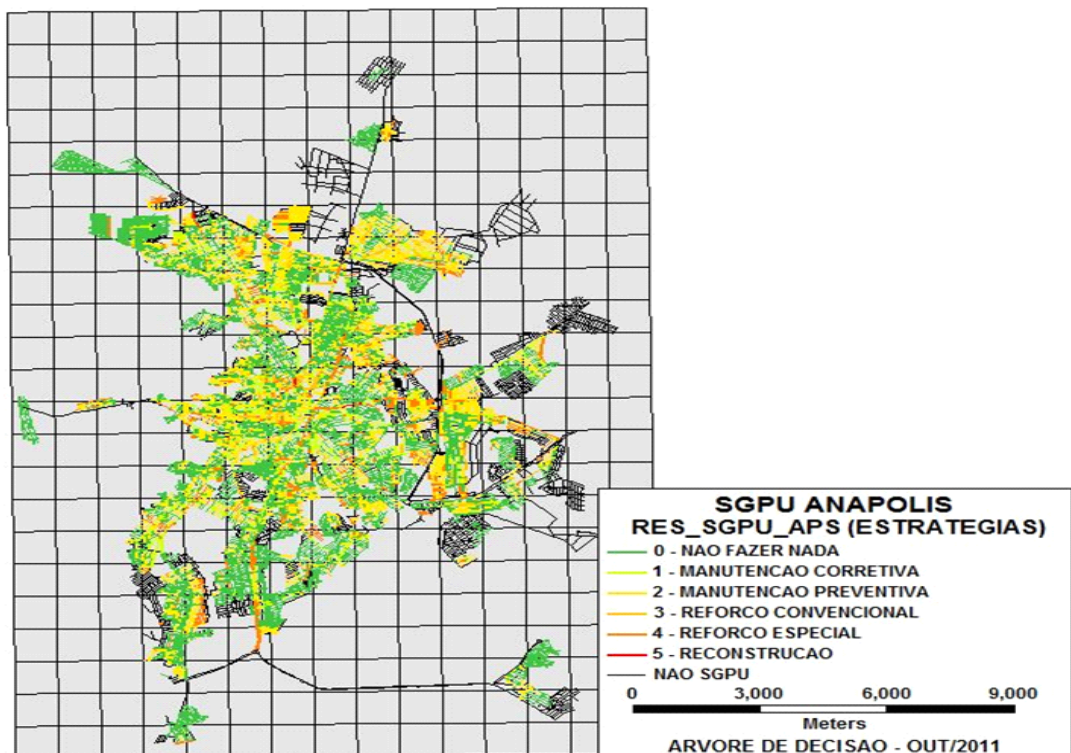 SGPU ANAPOLIS
RES_SGPU_APS (ESTRATEGIAS)
0 - NAO FAZER NADA
1 - MANUTENCAO CORRETIVA
2 - MANUTENCAO PREVENTIVA
3 - REFORCO CONVENCIONAL
4 - REFORCO ESPECIAL
5 - RECONSTRUCAO
NAO SGPU
0 3,000 6,000 9,000
Meters
ARVORE DE DECISAO - OUT/2011